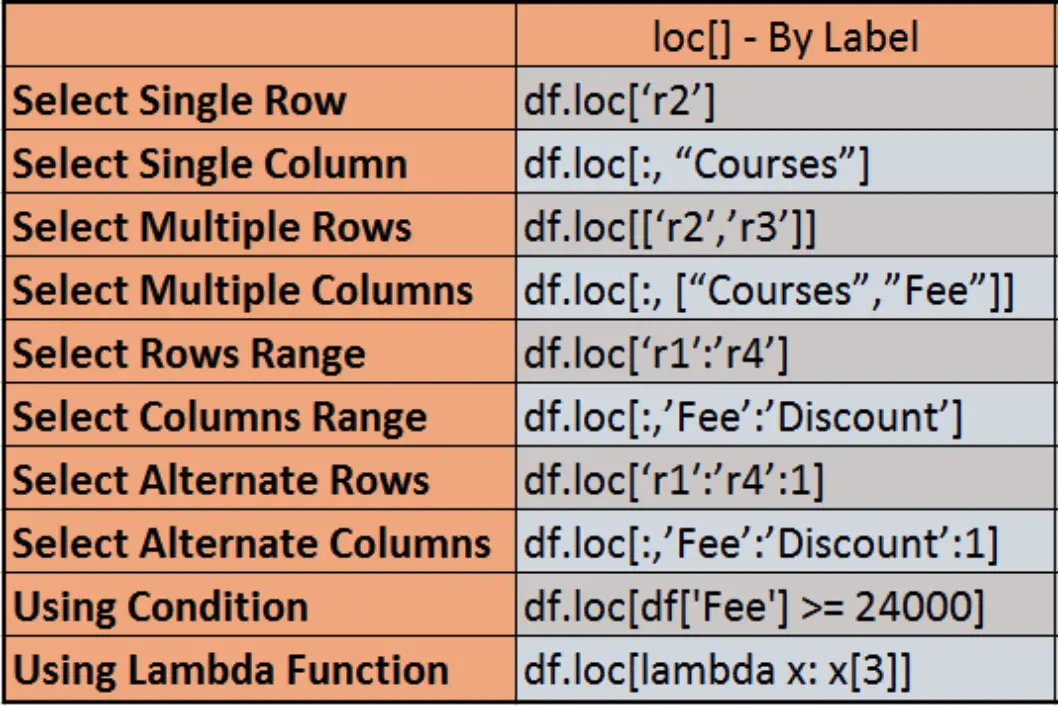 loc[] - By Label
Select Single Row df.loc[‘r2’]
Select Single Column df.loc[:, “Courses”]
Select Multiple Rows df.loc[[‘r2’,’r3’]]
Select Multiple Columns df.loc[:, [“Courses”,”Fee”]]
Select Rows Range df.loc[‘r1′:’r4’]
Select Columns Range df.loc[:,’Fee’:’Discount’]
Select Alternate Rows df.loc[‘r1′:’r4′:1]
Select Alternate Columns df.loc[:,’Fee’:’Discount’:1]
Using Condition df.loc[df['Fee'] >= 24000]
Using Lambda Function df.loc[lambda x: x[3]]